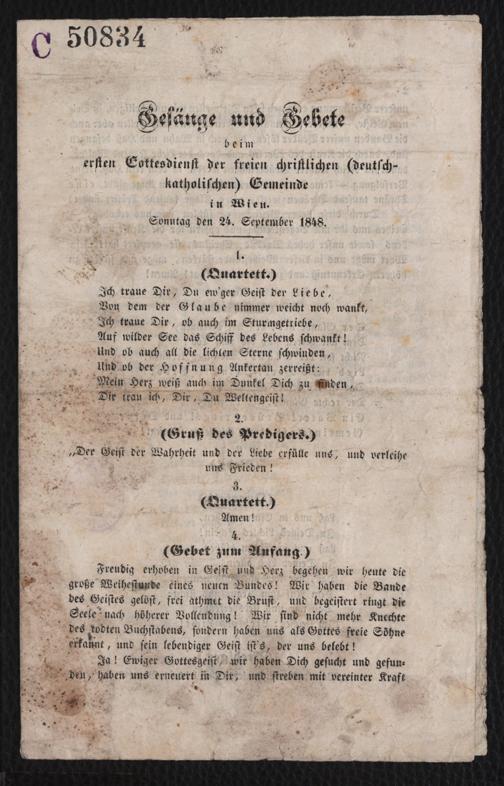 C 50834
Gesänge und Gebete
beim
ersten Gottesdienst der freien christlichen (deutsch-
katholischen) Gemeinde
in Wien.
Sonntag den 24. September 1848.
1.
(Quartett.)
Ich traue Dir, Du ew'ger Geist der Liebe,
Von dem der Glaube nimmer weicht noch wankt,
Ich traue Dir, ob auch im Sturmgetriebe,
Auf wilder See das Schiff des Lebens schwankt!
Und ob auch all die lichten Sterne schwinden,
Und ob der Hoffnung Ankertau zerreißt:
Mein Herz weiß auch im Dunkel Dich zu finden,
Dir trau ich, Dir, Du Weltengeist!
2.
(Gruß des Predigers.)
„Der Geist der Wahrheit und der Liebe erfülle uns, und verleihe
uns Frieden!
3.
(Quartett.)
Amen!
4.
(Gebet zum Anfang.)
Freudig erhoben in Geist und Herz begehen wir heute die
große Weihestunde eines neuen Bundes! Wir haben die Bande
des Geistes gelöst, frei athmet die Brust, und begeistert ringt die
Seele nach höherer Vollendung! Wir sind nicht mehr Knechte
des todten Buchstabens, sondern haben uns als Gottes freie Söhne
erkannt, und sein lebendiger Geist ist's, der uns belebt!
Ja! Ewiger Gottesgeist, wir haben Dich gesucht und gefun-
den, haben uns erneuert in Dir, und streben mit vereinter Kraft